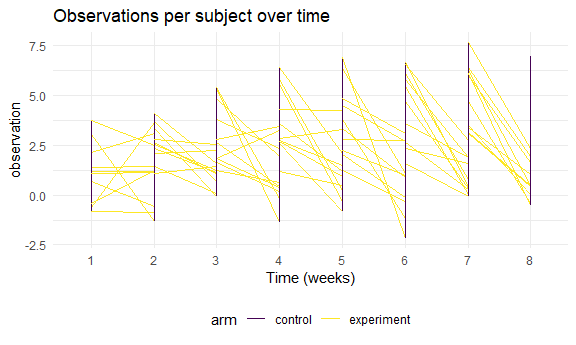 Observations per subject over time
7.5
5.0
2.5
0.0
-2.5
observation
1 2 3 4 5 6 7 8
Time (weeks)
arm control experiment